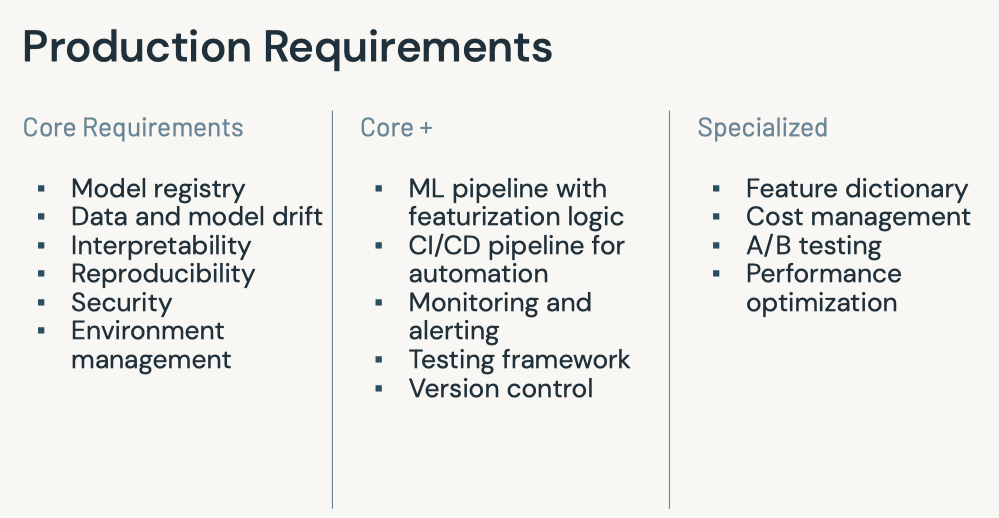 Production Requirements
Core Requirements
▪ Model registry
▪ Data and model drift
▪ Interpretability
▪ Reproducibility
▪ Security
▪ Environment
management
Core +
▪ ML pipeline with
featurization logic
▪ CI/CD pipeline for
automation
▪ Monitoring and
alerting
▪ Testing framework
▪ Version control
Specialized
▪ Feature dictionary
▪ Cost management
▪ A/B testing
▪ Performance
optimization